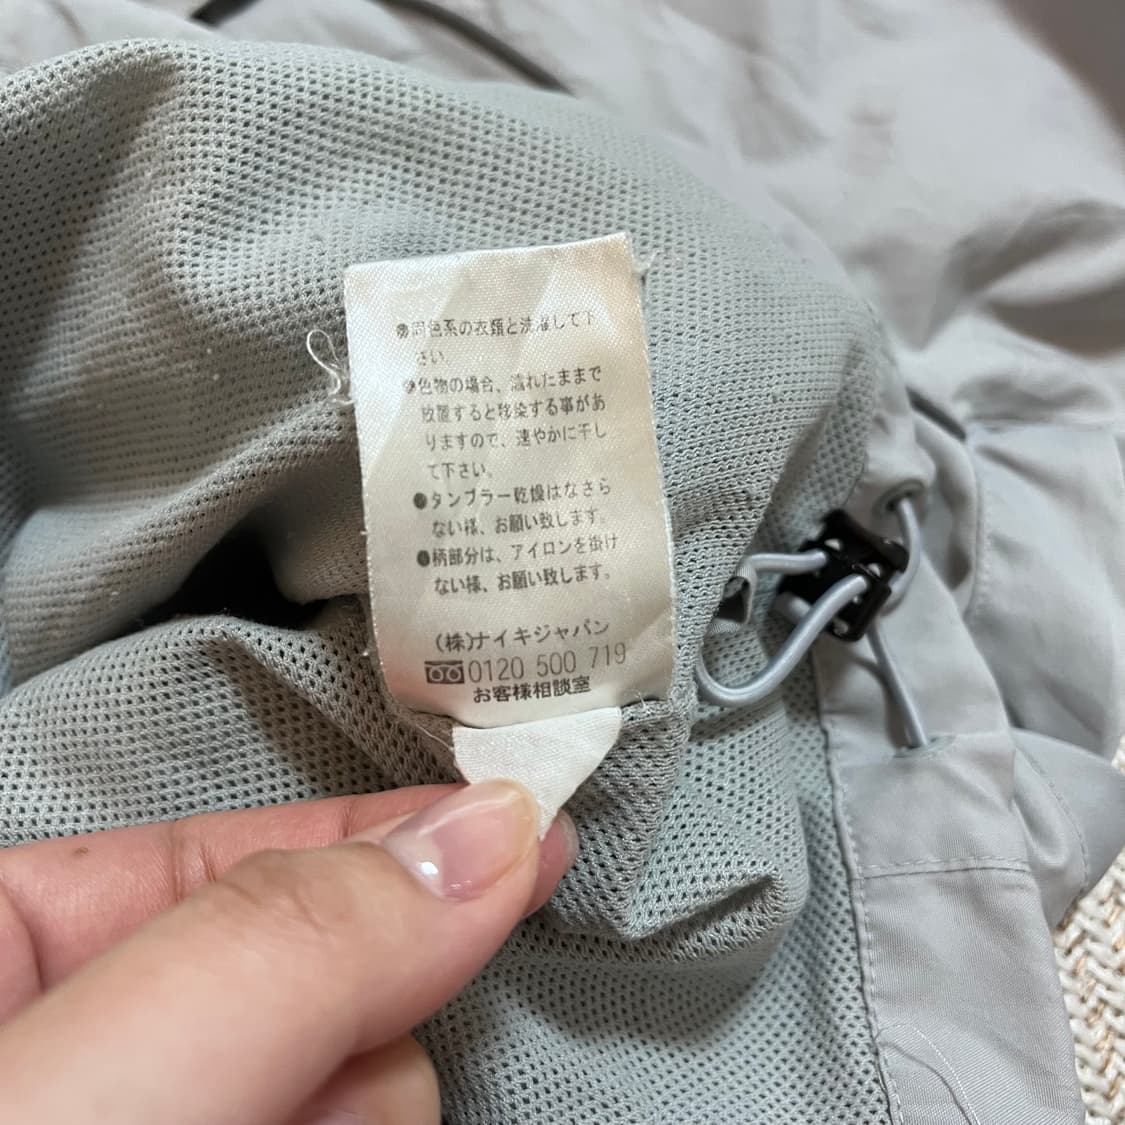 ●同色系の衣類と洗濯して下
さい。
●色物の場合、濡れたままで
放置すると移染する事があ
りますので、速やかに干し
て下さい。
●タンブラー乾燥はなさら
ない様、お願い致します。
●柄部分は、アイロンを掛け
ない様、お願い致します。
(株)ナイキジャパン
0120 500 719
お客様相談室